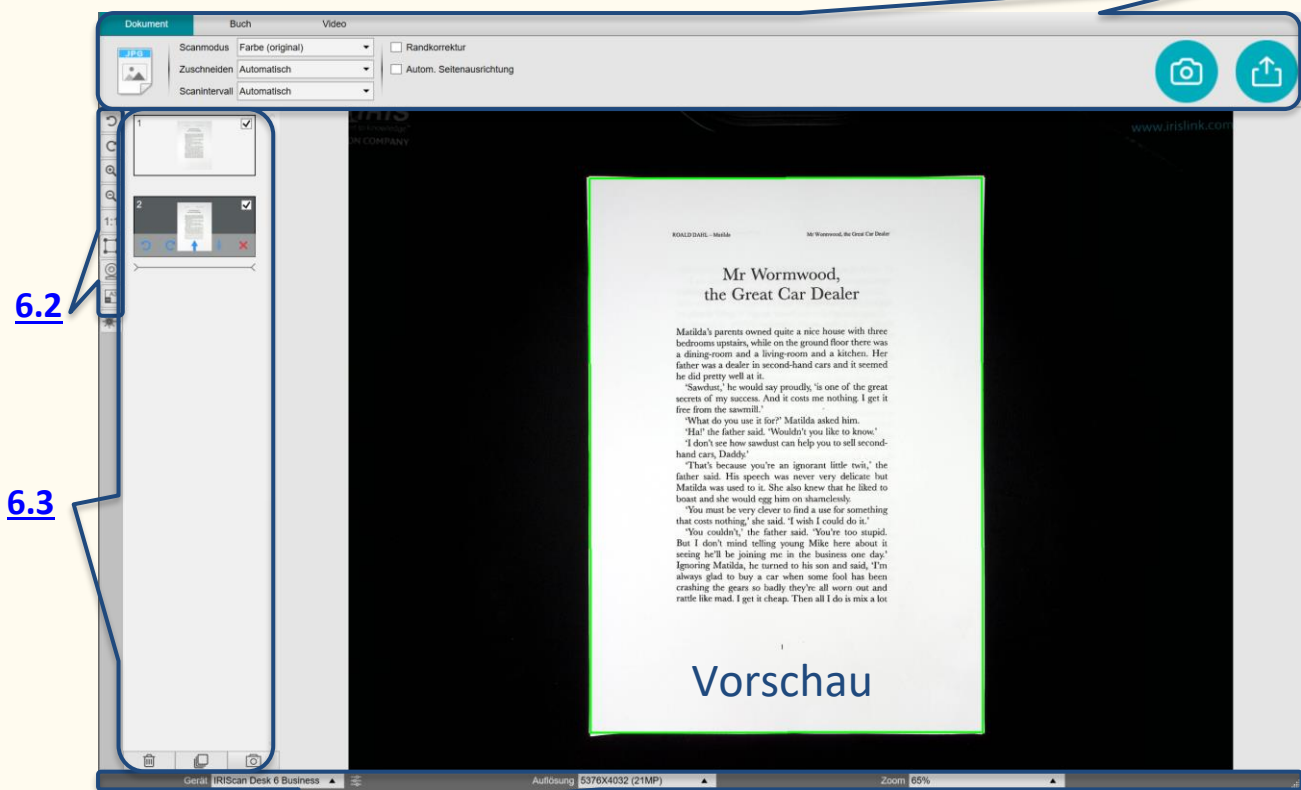 Dokument Buch Video
JPG
Scanmodus Farbe (original)
Zuschneiden Automatisch
Scanintervall Automatisch
Randkorrektur
Autom. Seitenausrichtung
1
2
1:1
6.2
6.3
IRIS
ON COMPANY
www.irislink.com
ROALD DAHL – Matilda Mr Wormwood, the Great Car Dealer
Mr Wormwood,
the Great Car Dealer
Matilda's parents owned quite a nice house with three
bedrooms upstairs, while on the ground floor there was
a dining-room and a living-room and a kitchen. Her
father was a dealer in second-hand cars and it seemed
he did pretty well at it.
'Sawdust,' he would say proudly, 'is one of the great
secrets of my success. And it costs me nothing. I get it
free from the sawmill.'
'What do you use it for?' Matilda asked him.
'Ha!' the father said. 'Wouldn't you like to know.'
'I don't see how sawdust can help you to sell second-
hand cars, Daddy.'
'That's because you're an ignorant little twit,' the
father said. His speech was never very delicate but
Matilda was used to it. She also knew that he liked to
boast and she would egg him on shamelessly.
'You must be very clever to find a use for something
that costs nothing,' she said. 'I wish I could do it.'
'You couldn't,' the father said. 'You're too stupid.
But I don't mind telling young Mike here about it
seeing he'll be joining me in the business one day.'
Ignoring Matilda, he turned to his son and said, 'I'm
always glad to buy a car when some fool has been
crashing the gears so badly they're all worn out and
rattle like mad. I get it cheap. Then all I do is mix a lot
1
Vorschau
Gerät IRIScan Desk 6 Business Auflösung 5376X4032 (21MP) Zoom 65%